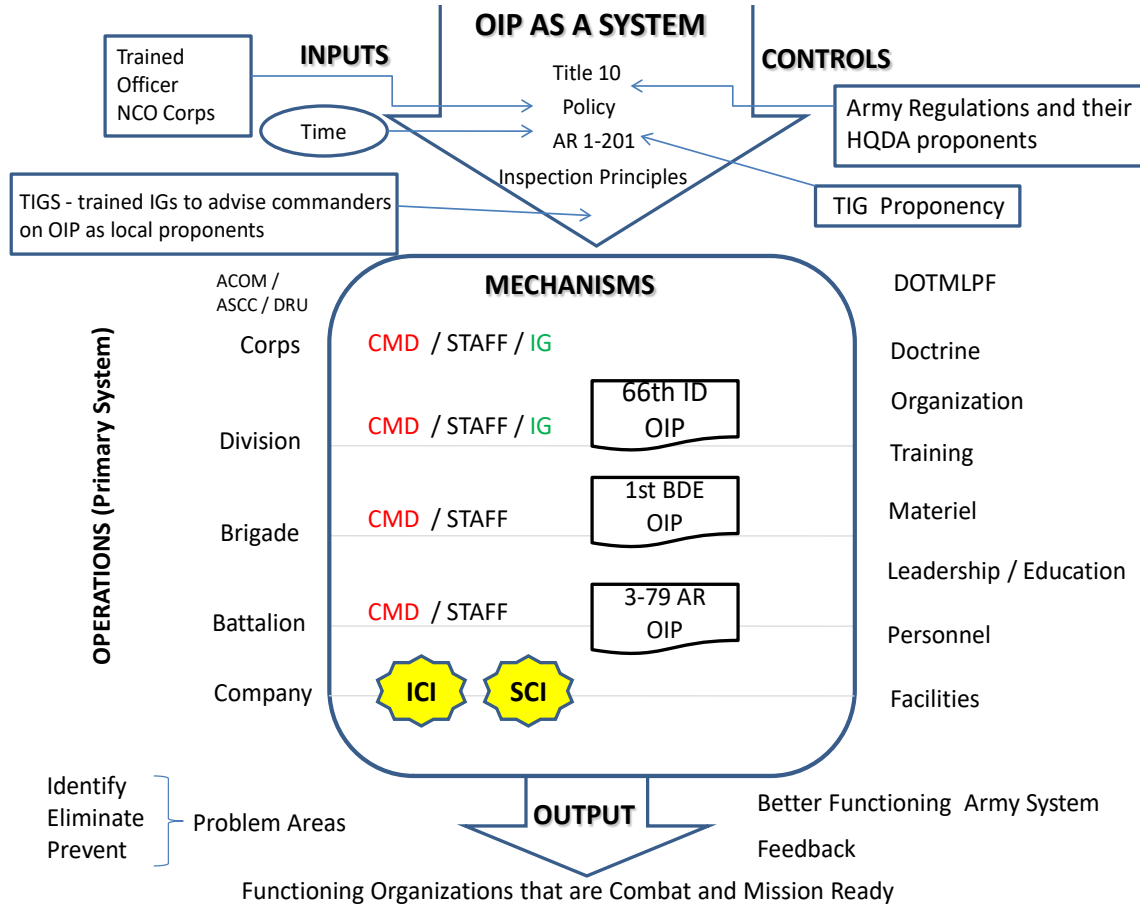 OIP AS A SYSTEM
INPUTS
CONTROLS
Trained
Officer
NCO Corps
Time
Title 10
Policy
AR 1-201
Inspection Principles
Army Regulations and their
HQDA proponents
TIGS - trained IGs to advise commanders
on OIP as local proponents
TIG Proponency
OPERATIONS (Primary System)
MECHANISMS
ACOM /
ASCC / DRU
DOTMLPF
Corps
CMD / STAFF / IG
Doctrine
Division
CMD / STAFF / IG
66th ID
OIP
Organization
Training
Brigade
CMD / STAFF
1st BDE
OIP
Materiel
Leadership / Education
Battalion
CMD / STAFF
3-79 AR
OIP
Personnel
Company
ICI
SCI
Facilities
Identify
Eliminate
Prevent
Problem Areas
OUTPUT
Better Functioning Army System
Feedback
Functioning Organizations that are Combat and Mission Ready